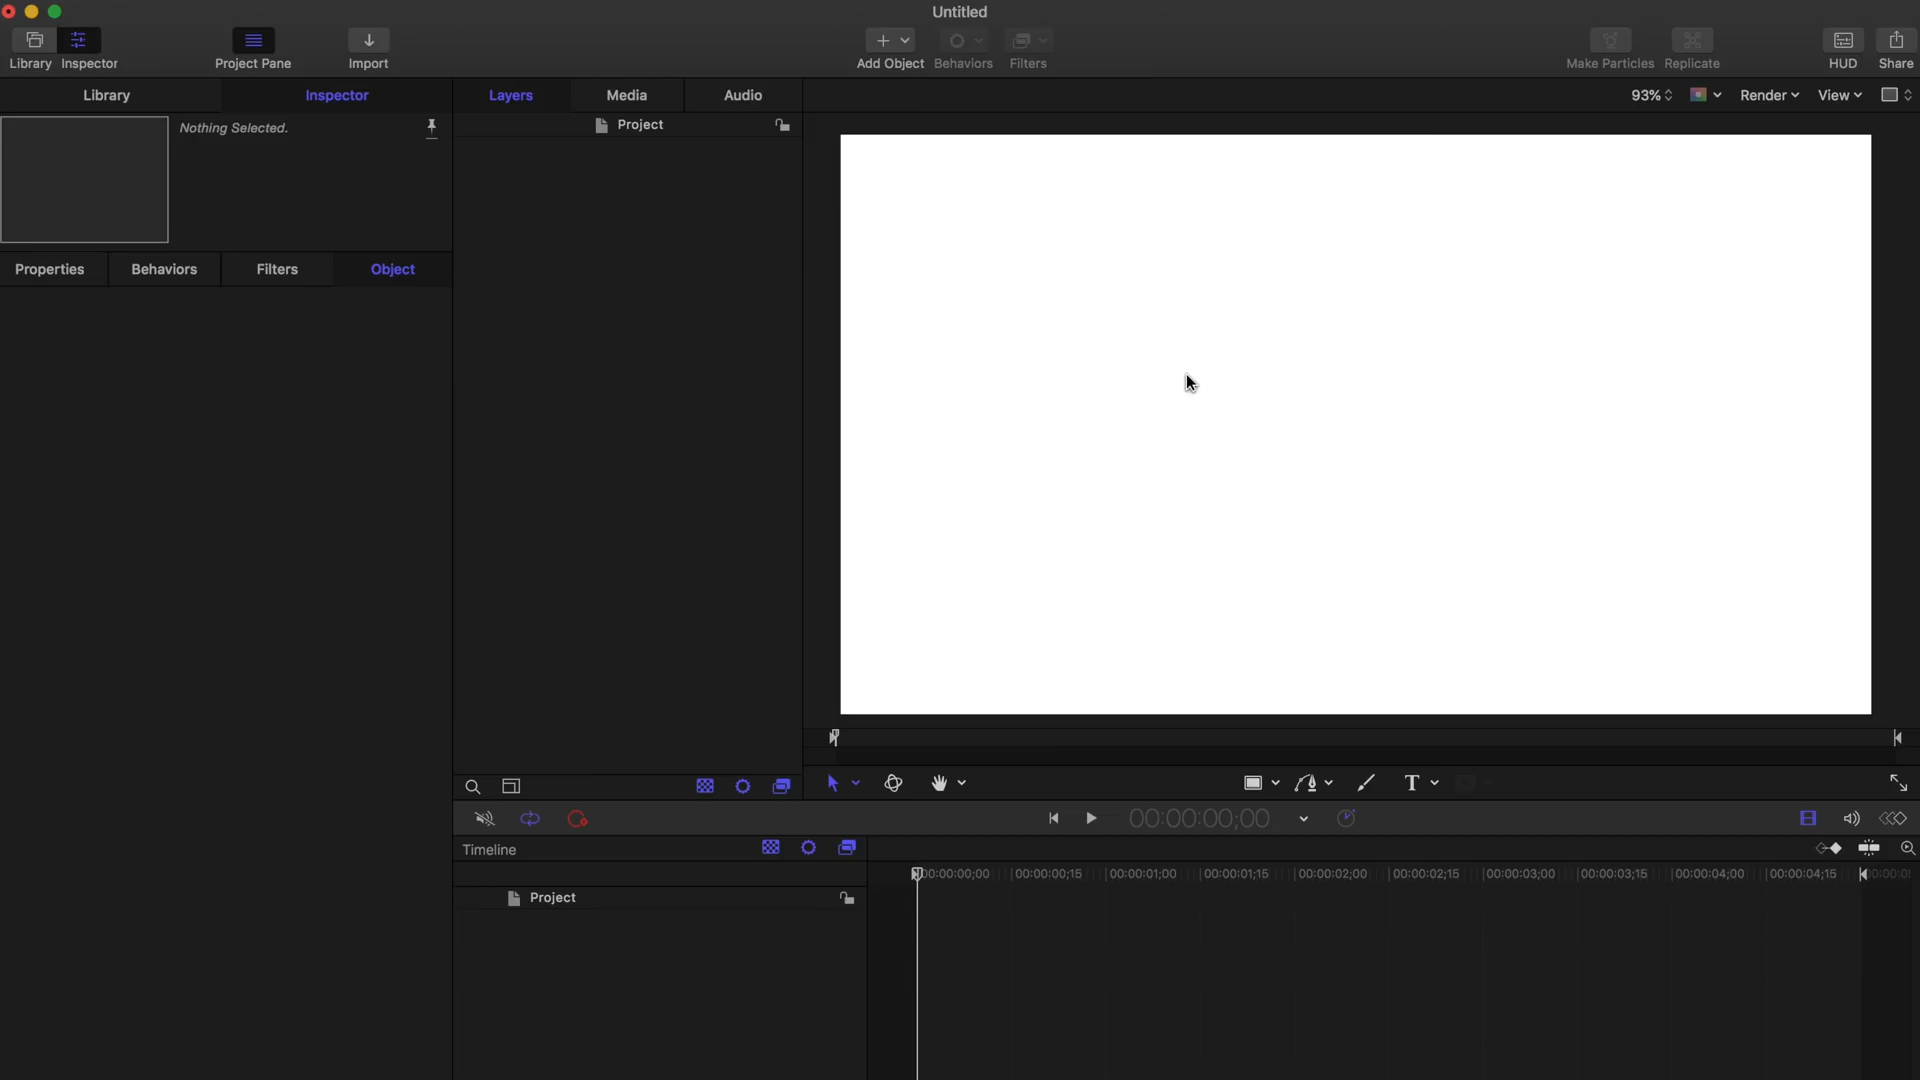 Untitled
Library Inspector Project Pane Import Add Object Behaviors Filters Make Particles Replicate HUD Share
Library Inspector Layers Media Audio 93% Render View
Nothing Selected. Project
Properties Behaviors Filters Object
00:00:00;00
Timeline
00:00:00;00 00:00:00;15 00:00:01;00 00:00:01;15 00:00:02;00 00:00:02;15 00:00:03;00 00:00:03;15 00:00:04;00 00:00:04;15
Project